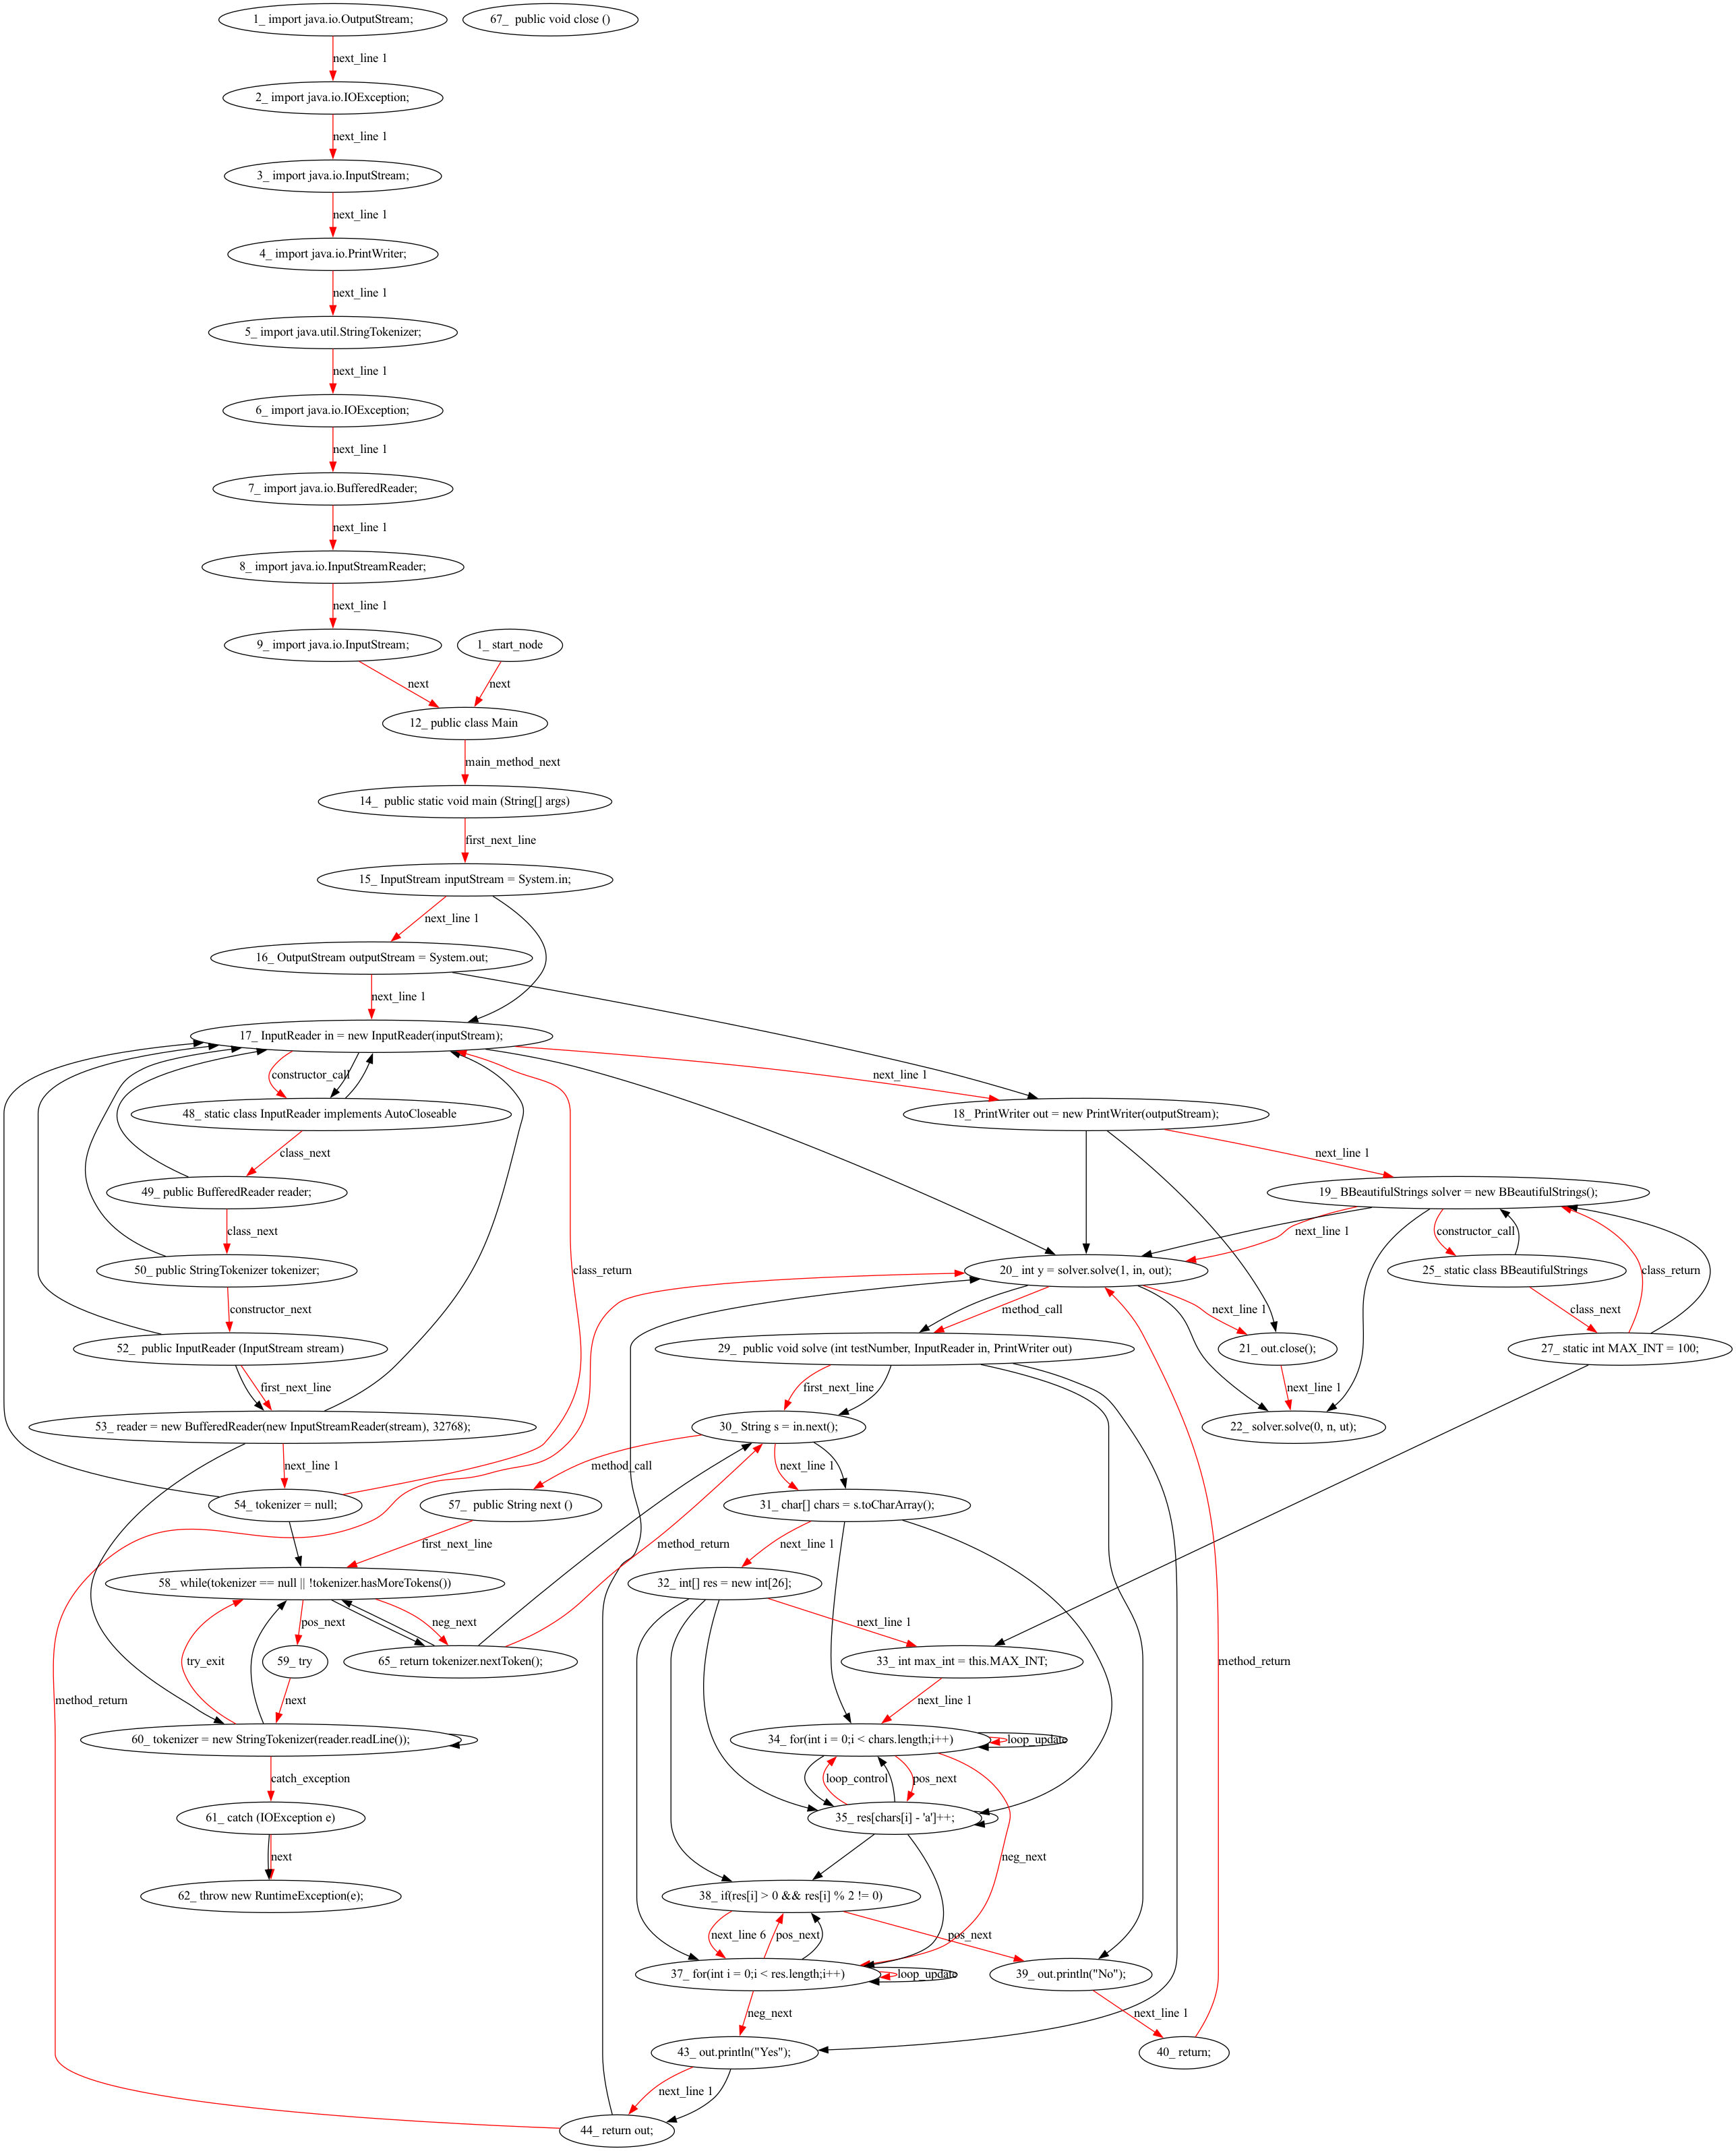 1_ import java.io.OutputStream;
67_  public void close ()
next_line 1
2_ import java.io.IOException;
next_line 1
3_ import java.io.InputStream;
next_line 1
4_ import java.io.PrintWriter;
next_line 1
5_ import java.util.StringTokenizer;
next_line 1
6_ import java.io.IOException;
next_line 1
7_ import java.io.BufferedReader;
next_line 1
8_ import java.io.InputStreamReader;
next_line 1
9_ import java.io.InputStream;
1_ start_node
next
next
12_ public class Main
main_method_next
14_  public static void main (String[] args)
first_next_line
15_ InputStream inputStream = System.in;
next_line 1
16_ OutputStream outputStream = System.out;
next_line 1
17_ InputReader in = new InputReader(inputStream);
constructor_call
next_line 1
48_ static class InputReader implements AutoCloseable
18_ PrintWriter out = new PrintWriter(outputStream);
class_next
next_line 1
49_ public BufferedReader reader;
19_ BBeautifulStrings solver = new BBeautifulStrings();
class_next
next_line 1
constructor_call
50_ public StringTokenizer tokenizer;
class_return
20_ int y = solver.solve(1, in, out);
25_ static class BBeautifulStrings
class_return
constructor_next
method_call
next_line 1
class_next
52_  public InputReader (InputStream stream)
29_  public void solve (int testNumber, InputReader in, PrintWriter out)
21_ out.close();
27_ static int MAX_INT = 100;
first_next_line
first_next_line
next_line 1
53_ reader = new BufferedReader(new InputStreamReader(stream), 32768);
30_ String s = in.next();
22_ solver.solve(0, n, ut);
next_line 1
method_call
next_line 1
54_ tokenizer = null;
57_  public String next ()
31_ char[] chars = s.toCharArray();
first_next_line
method_return
next_line 1
58_ while(tokenizer == null || !tokenizer.hasMoreTokens())
32_ int[] res = new int[26];
pos_next
neg_next
next_line 1
try_exit
59_ try
65_ return tokenizer.nextToken();
33_ int max_int = this.MAX_INT;
method_return
method_return
next
next_line 1
60_ tokenizer = new StringTokenizer(reader.readLine());
34_ for(int i = 0;i < chars.length;i++)
loop_update
catch_exception
loop_control
pos_next
61_ catch (IOException e)
35_ res[chars[i] - 'a']++;
next
neg_next
62_ throw new RuntimeException(e);
38_ if(res[i] > 0 && res[i] % 2 != 0)
next_line 6
pos_next
pos_next
37_ for(int i = 0;i < res.length;i++)
loop_update
39_ out.println("No");
neg_next
next_line 1
43_ out.println("Yes");
40_ return;
next_line 1
44_ return out;